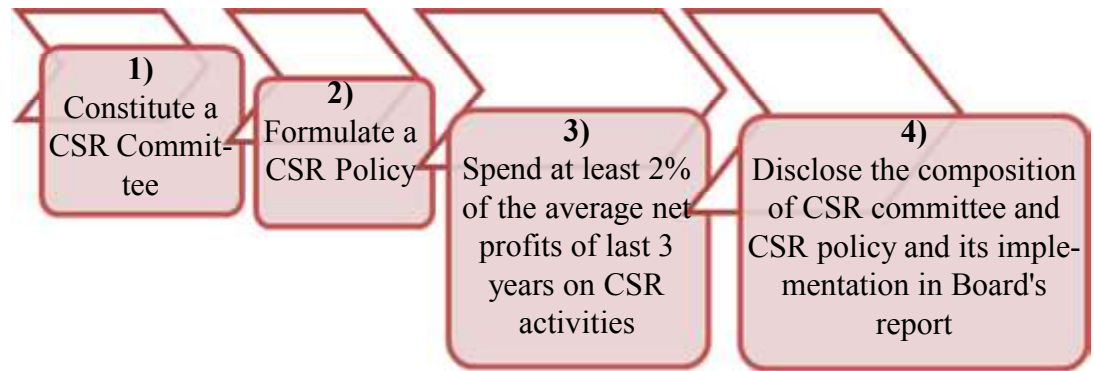 1)
Constitute a
CSR Commit-
tee
2)
Formulate a
CSR Policy
3)
Spend at least 2%
of the average net
profits of last 3
years on CSR
activities
4)
Disclose the composition
of CSR committee and
CSR policy and its imple-
mentation in Board's
report